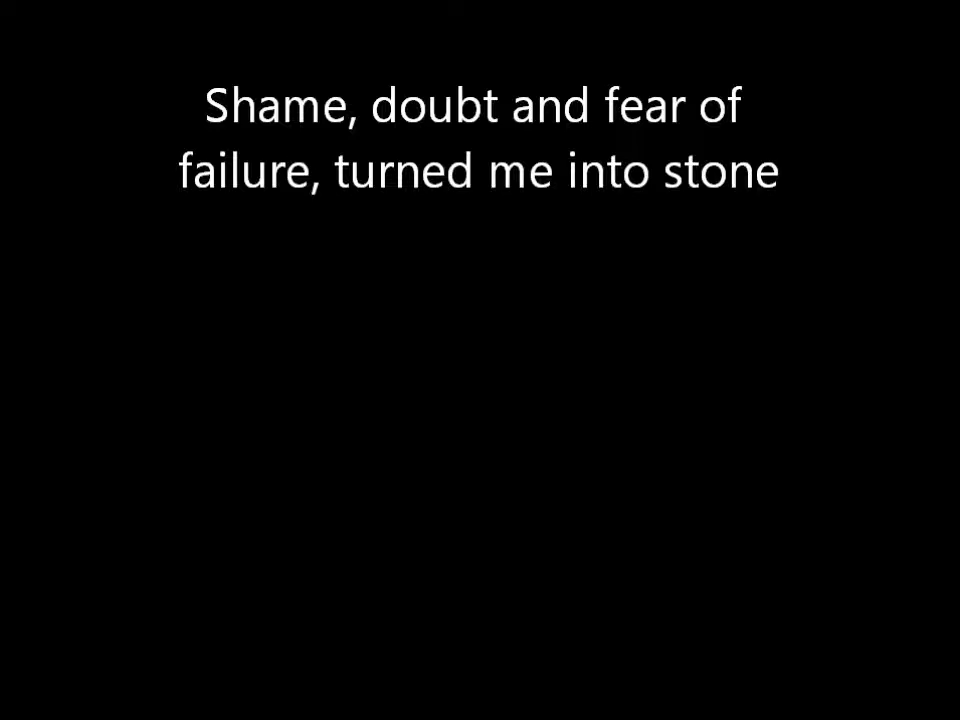 Shame, doubt and fear of
failure, turned me into stone